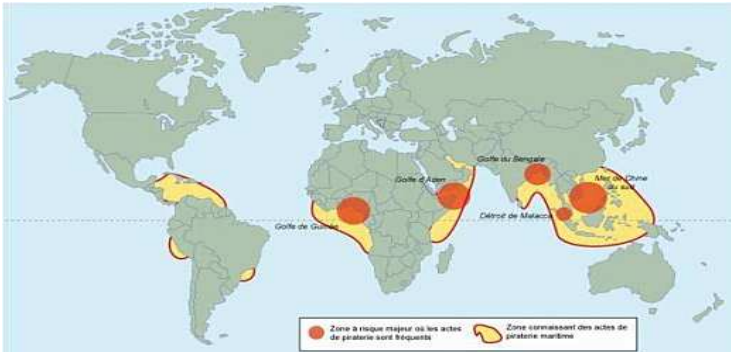 Golfe du Bengale
Golfe d'Aden
Mer de Chine
du sud
Détroit de Malacca
Golfe de Guinée
Zone à risque majeur où les actes
de piraterie sont fréquents
Zone connaissant des actes de
piraterie maritime